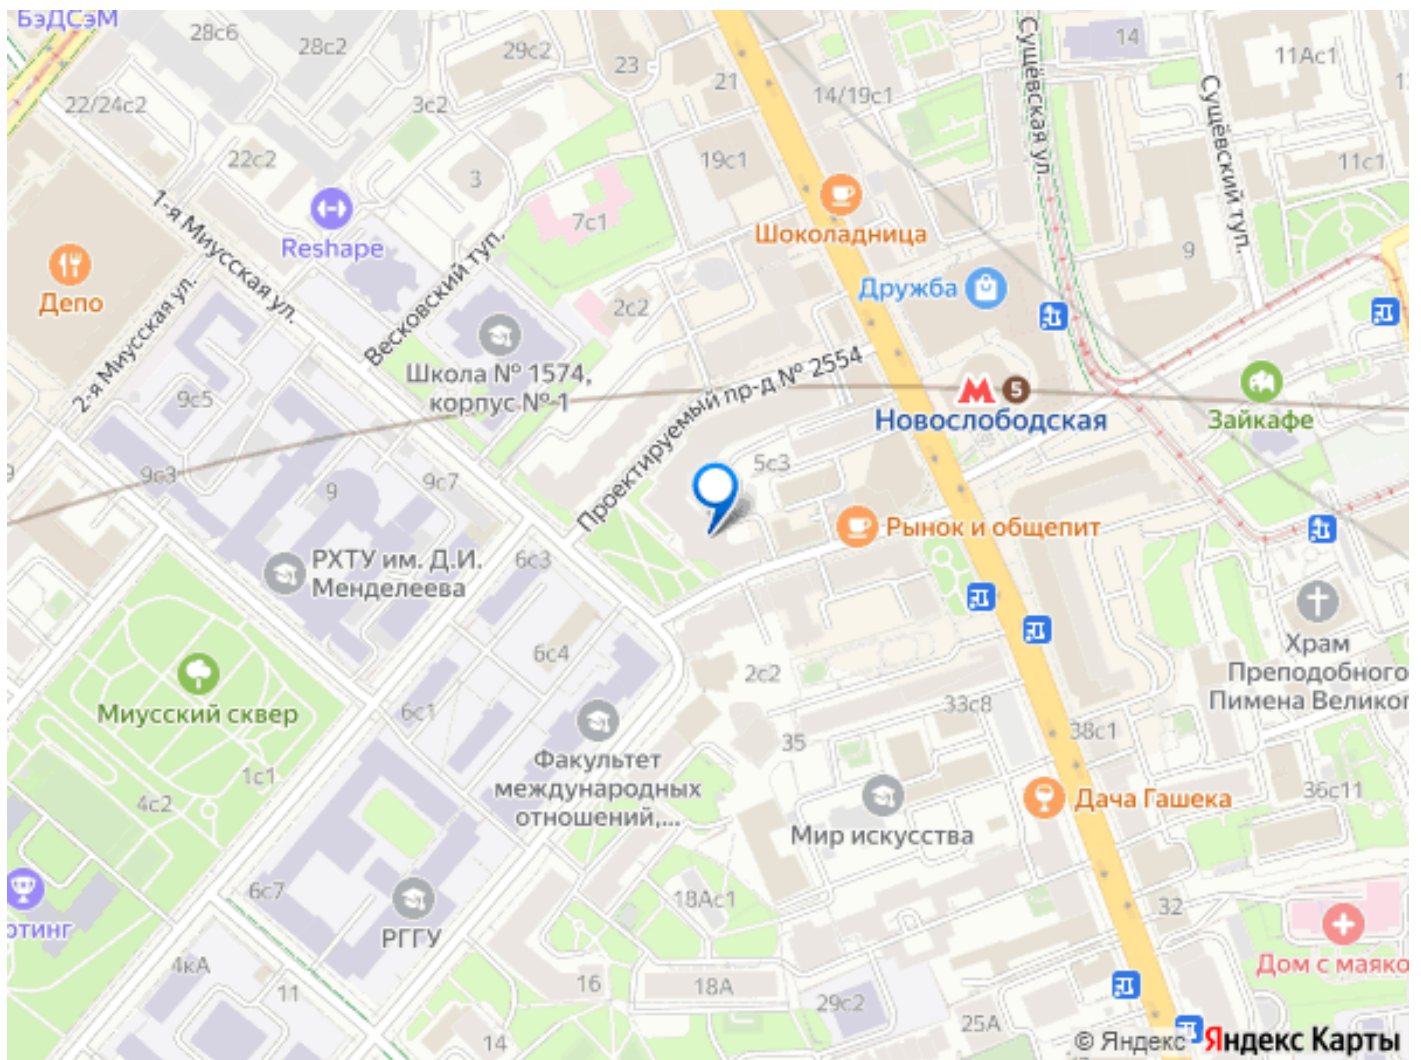 БэДСэМ
28с6
28с2
29с2
23
21
14/19с1
Сущёвская ул.
14
11Ас1
Сущёвский туп.
22/24с2
3с2
22с2
3
19с1
11с1
1-я Миусская ул.
Reshape
7с1
Шоколадница
9
Депо
2-я Миусская ул.
Весковский туп.
2с2
Дружба
Школа № 1574,
корпус № 1
Проектируемый пр-д № 2554
М 5
Новослободская
Зайкафе
9с5
9с3
9
9с7
5с3
Рынок и общепит
РХТУ им. Д.И.
Менделеева
6с3
6с4
2с2
Храм
Преподобного
Пимена Великог
Миусский сквер
6с1
33с8
38с1
35
1с1
4с2
Факультет
международных
отношений,...
Мир искусства
Дача Гашека
36с11
6с7
РГГУ
18Ас1
32
отинг
4кА
11
16
18А
29с2
25А
14
Дом с маяко
© Яндекс Яндекс Карты